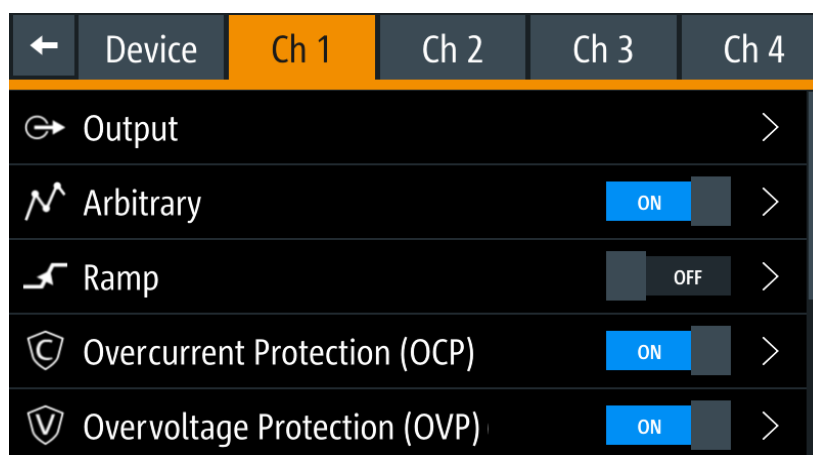 Device Ch 1 Ch 2 Ch 3 Ch 4
Output
Arbitrary ON
Ramp OFF
Overcurrent Protection (OCP) ON
Overvoltage Protection (OVP) ON